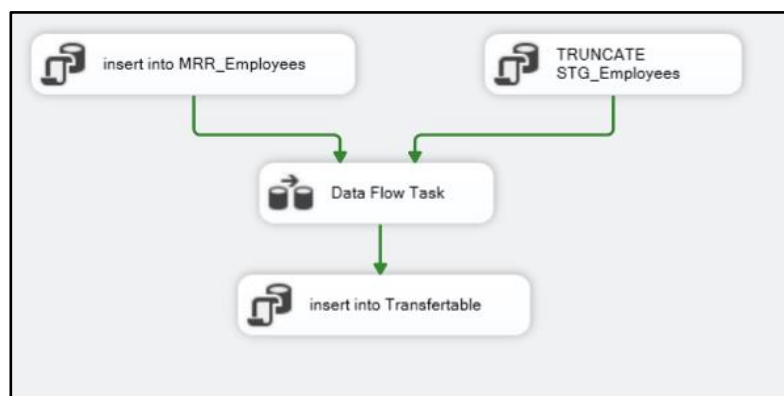 insert into MRR_Employees
TRUNCATE
STG_Employees
Data Flow Task
insert into Transfertable